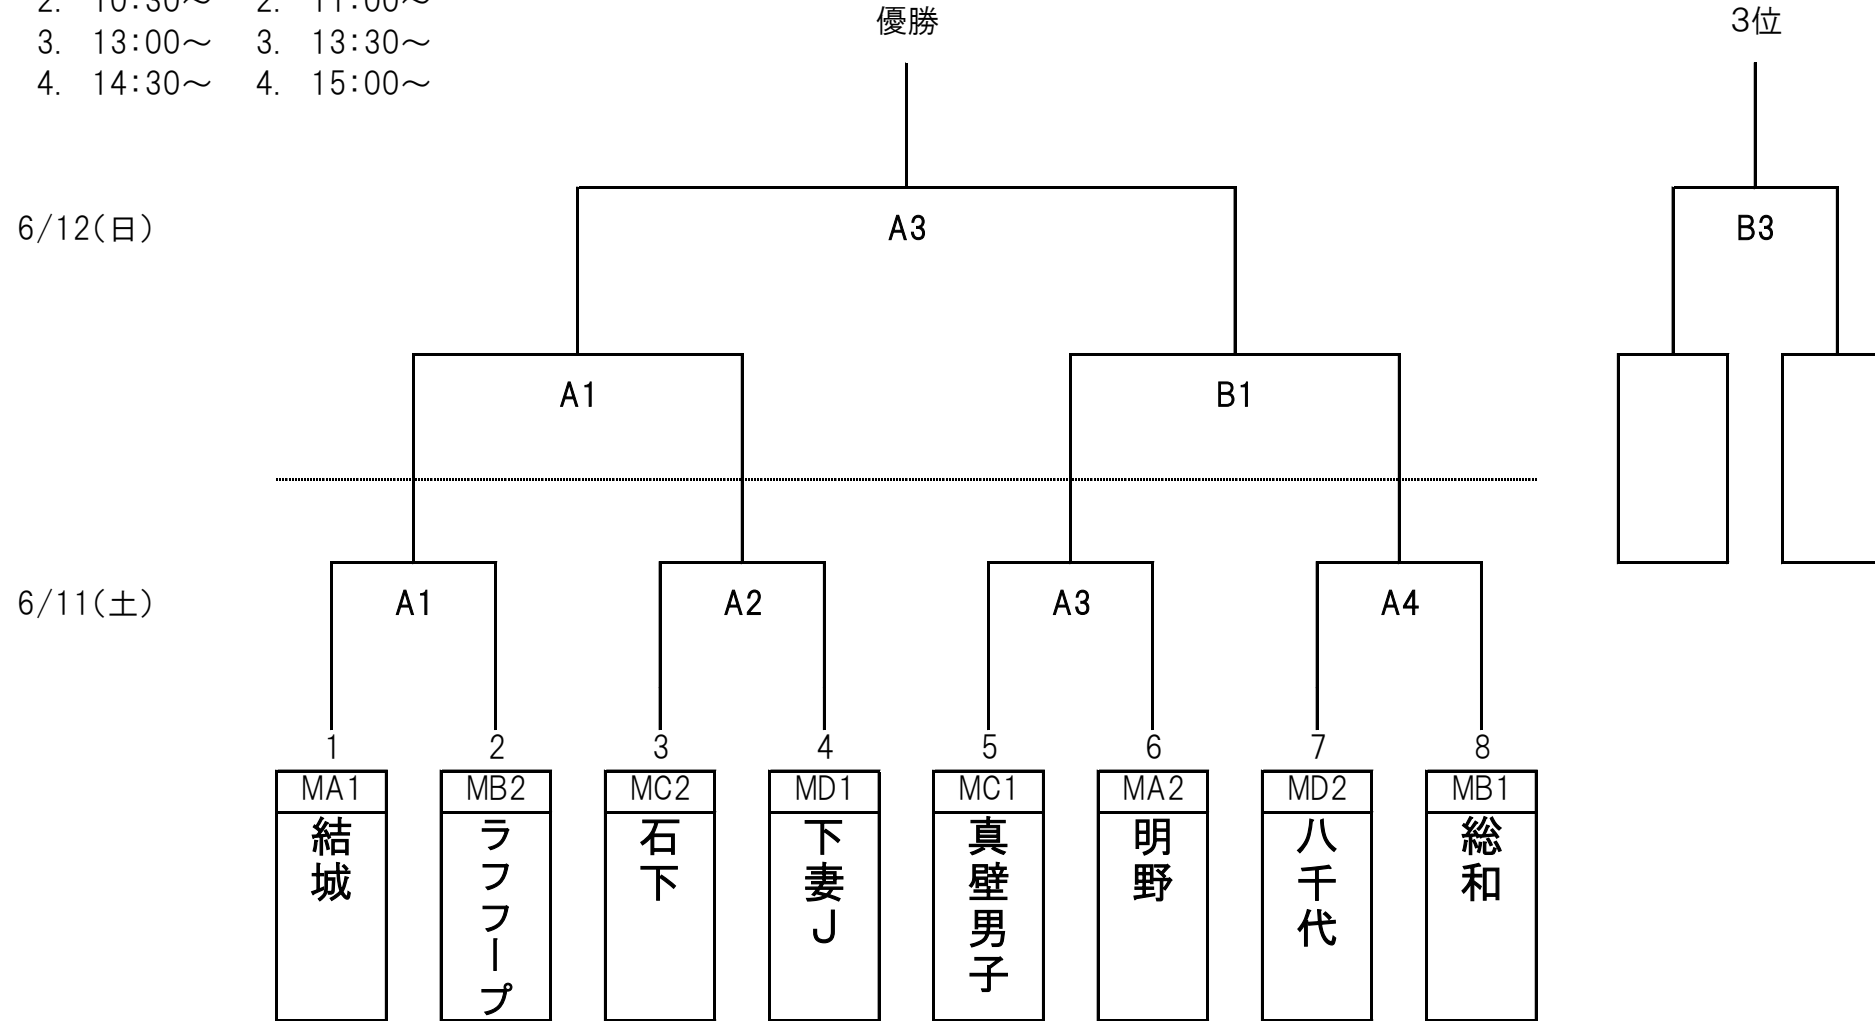 2. 10:30～ 2. 11:00～
3. 13:00～ 3. 13:30～
4. 14:30～ 4. 15:00～
優勝
3位
6/12(日)
A3
B3
A1
B1
6/11(土)
A1
A2
A3
A4
1 2 3 4 5 6 7 8
MA1 MB2 MC2 MD1 MC1 MA2 MD2 MB1
結城
ラフフープ
石下
下妻J
真壁男子
明野
八千代
総和